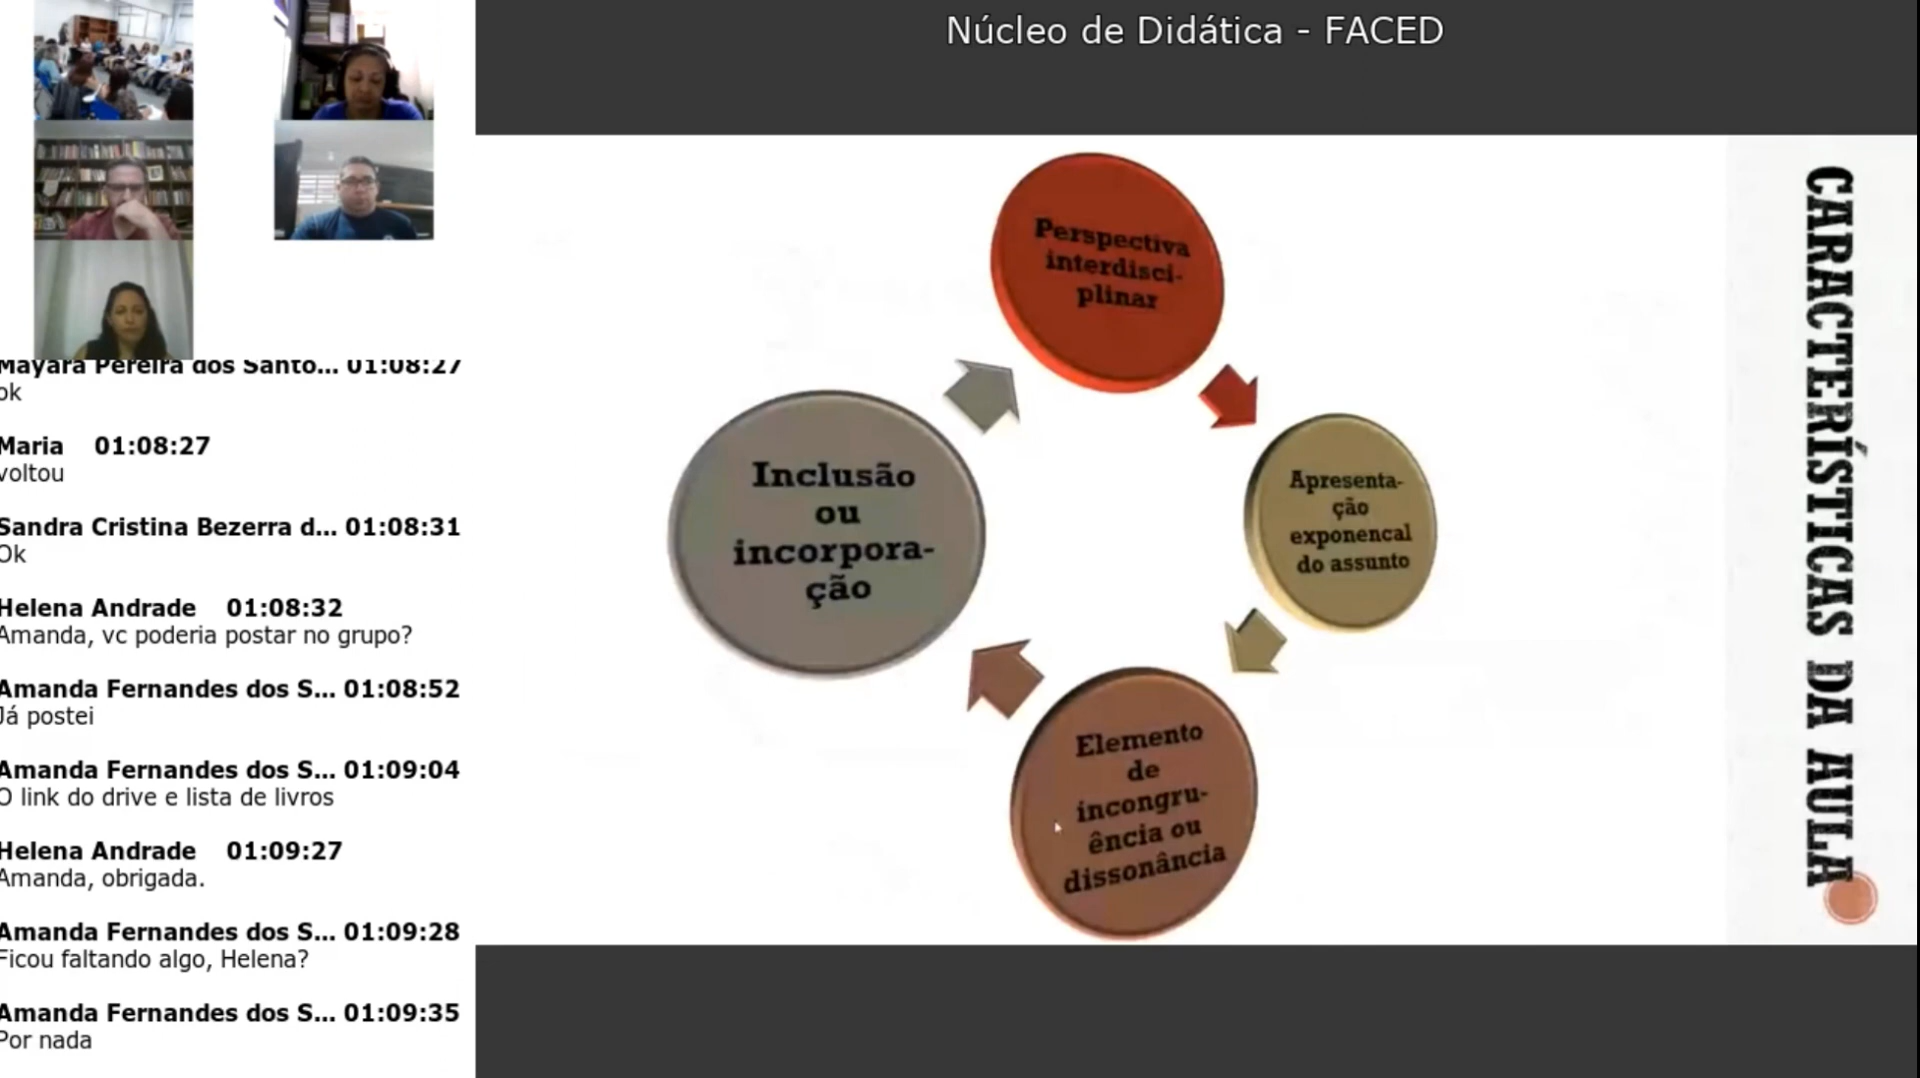 Núcleo de Didática - FACED
Mayara Pereira dos Santo... 01:08:27
ok
Maria 01:08:27
voltou
Sandra Cristina Bezerra d... 01:08:31
Ok
Helena Andrade 01:08:32
Amanda, vc poderia postar no grupo?
Amanda Fernandes dos S... 01:08:52
Já postei
Amanda Fernandes dos S... 01:09:04
O link do drive e lista de livros
Helena Andrade 01:09:27
Amanda, obrigada.
Amanda Fernandes dos S... 01:09:28
Ficou faltando algo, Helena?
Amanda Fernandes dos S... 01:09:35
Por nada
Perspectiva
interdisci-
plinar
Apresenta-
ção
exponencal
do assunto
Elemento
de
incongru-
ência ou
dissonância
Inclusão
ou
incorpora-
ção
CARACTERÍSTICAS DA AULA